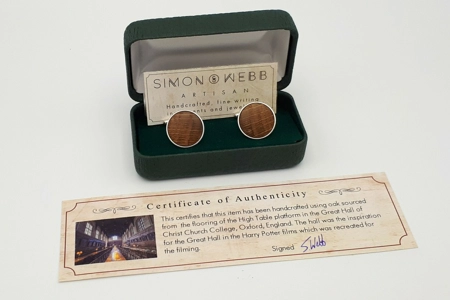 SIMON S WEBB
ARTISAN
Handcrafted, fine writing
and
Certificate of Authenticity
This certifies that this item has been handcrafted using oak sourced
from the flooring of the High Table platform in the Great Hall of
Christ Church College, Oxford, England. The hall was the inspiration
for the Great Hall in the Harry Potter films which was recreated for
the filming.
Signed SWebb